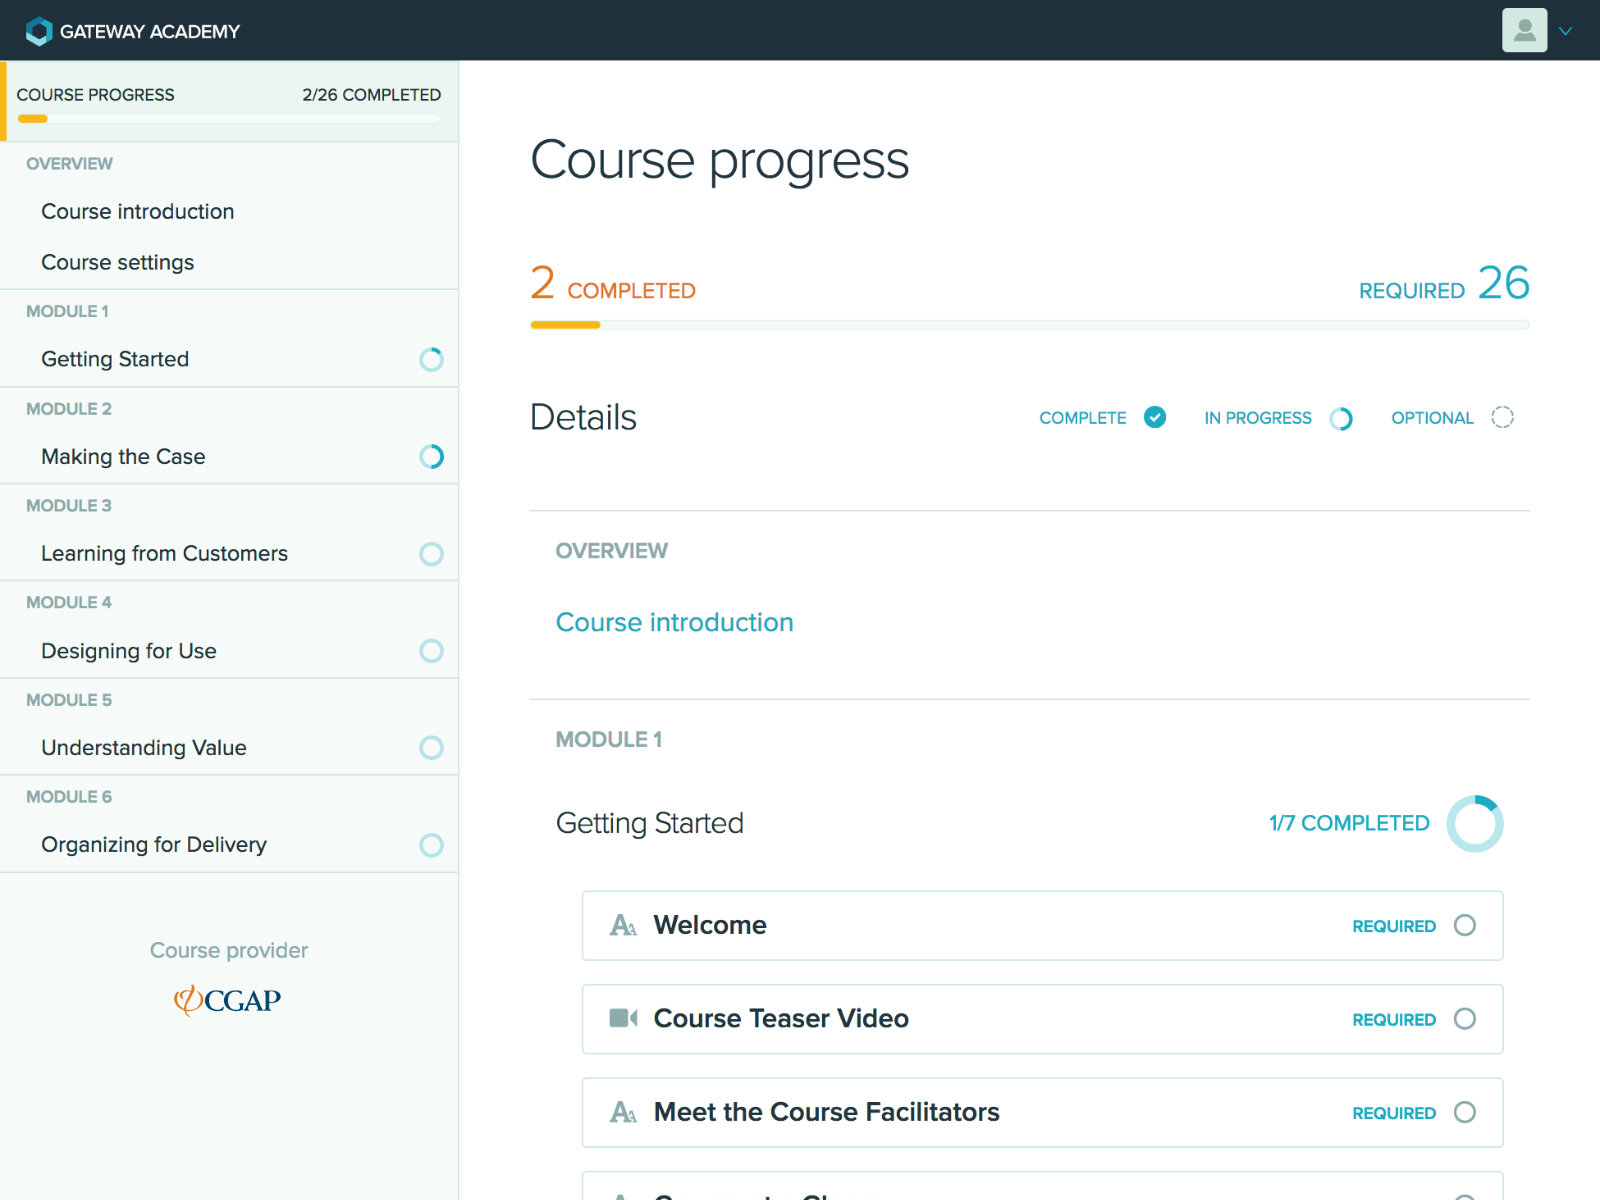 GATEWAY ACADEMY
COURSE PROGRESS 2/26 COMPLETED
OVERVIEW
Course introduction
Course settings
MODULE 1
Getting Started
MODULE 2
Making the Case
MODULE 3
Learning from Customers
MODULE 4
Designing for Use
MODULE 5
Understanding Value
MODULE 6
Organizing for Delivery
Course provider
CGAP
Course progress
2 COMPLETED REQUIRED 26
Details COMPLETE IN PROGRESS OPTIONAL
OVERVIEW
Course introduction
MODULE 1
Getting Started 1/7 COMPLETED
Welcome REQUIRED
Course Teaser Video REQUIRED
Meet the Course Facilitators REQUIRED